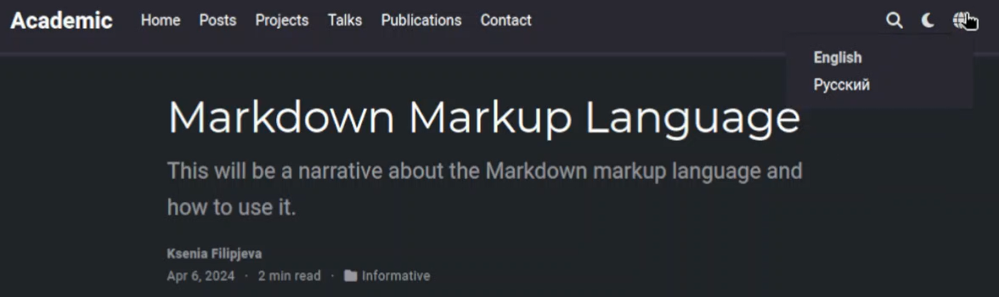 Academic Home Posts Projects Talks Publications Contact
English
Русский
Markdown Markup Language
This will be a narrative about the Markdown markup language and
how to use it.
Ksenia Filipjeva
Apr 6, 2024 · 2 min read · Informative